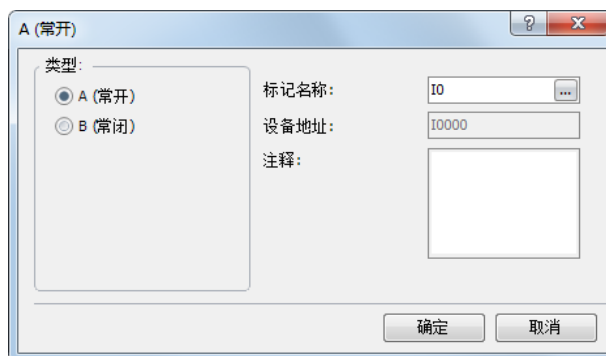 A (常开)
类型:
A (常开)
B (常闭)
标记名称:
I0
...
设备地址:
I0000
注释:
确定
取消